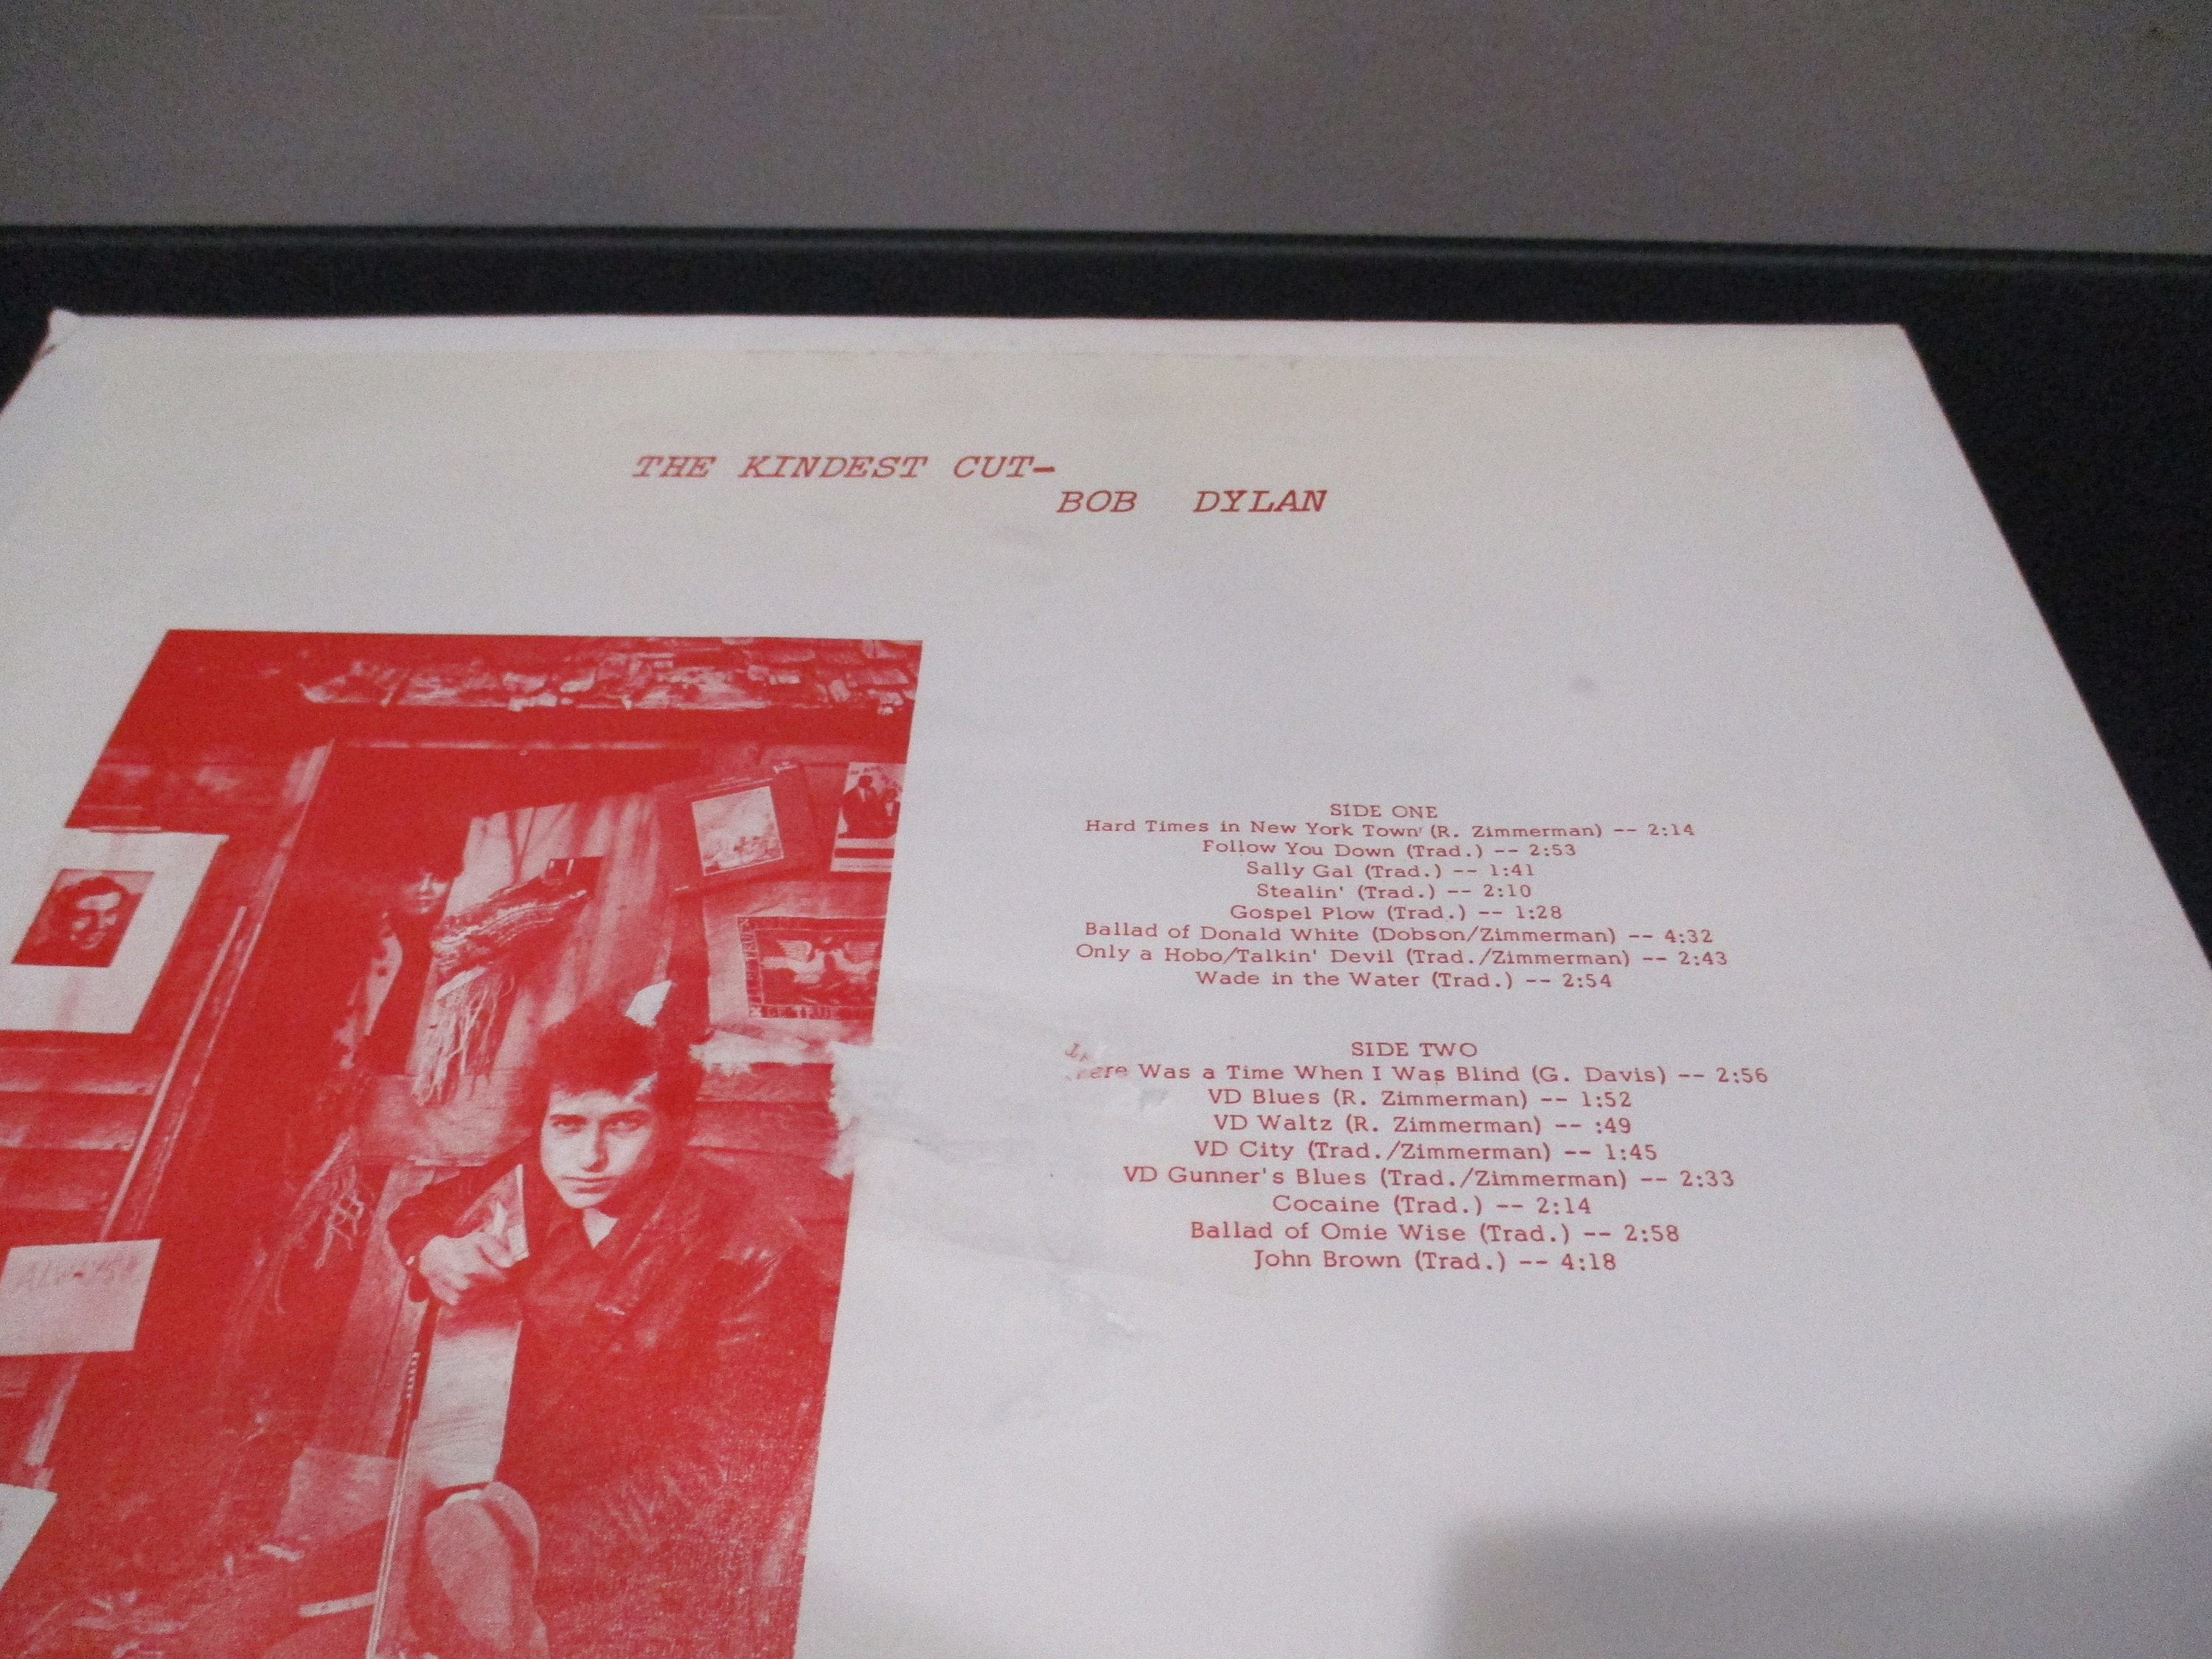 THE KINDEST CUT-
BOB DYLAN
SIDE ONE
Hard Times in New York Town' (R. Zimmerman) -- 2:14
Follow You Down (Trad.) -- 2:53
Sally Gal (Trad.) -- 1:41
Stealin' (Trad.) -- 2:10
Gospel Plow (Trad.) -- 1:28
Ballad of Donald White (Dobson/Zimmerman) -- 4:32
Only a Hobo/Talkin' Devil (Trad./Zimmerman) -- 2:43
Wade in the Water (Trad.) -- 2:54
SIDE TWO
ere Was a Time When I Was Blind (G. Davis) -- 2:56
VD Blues (R. Zimmerman) -- 1:52
VD Waltz (R. Zimmerman) -- :49
VD City (Trad./Zimmerman) -- 1:45
VD Gunner's Blues (Trad./Zimmerman) -- 2:33
Cocaine (Trad.) -- 2:14
Ballad of Omie Wise (Trad.) -- 2:58
John Brown (Trad.) -- 4:18